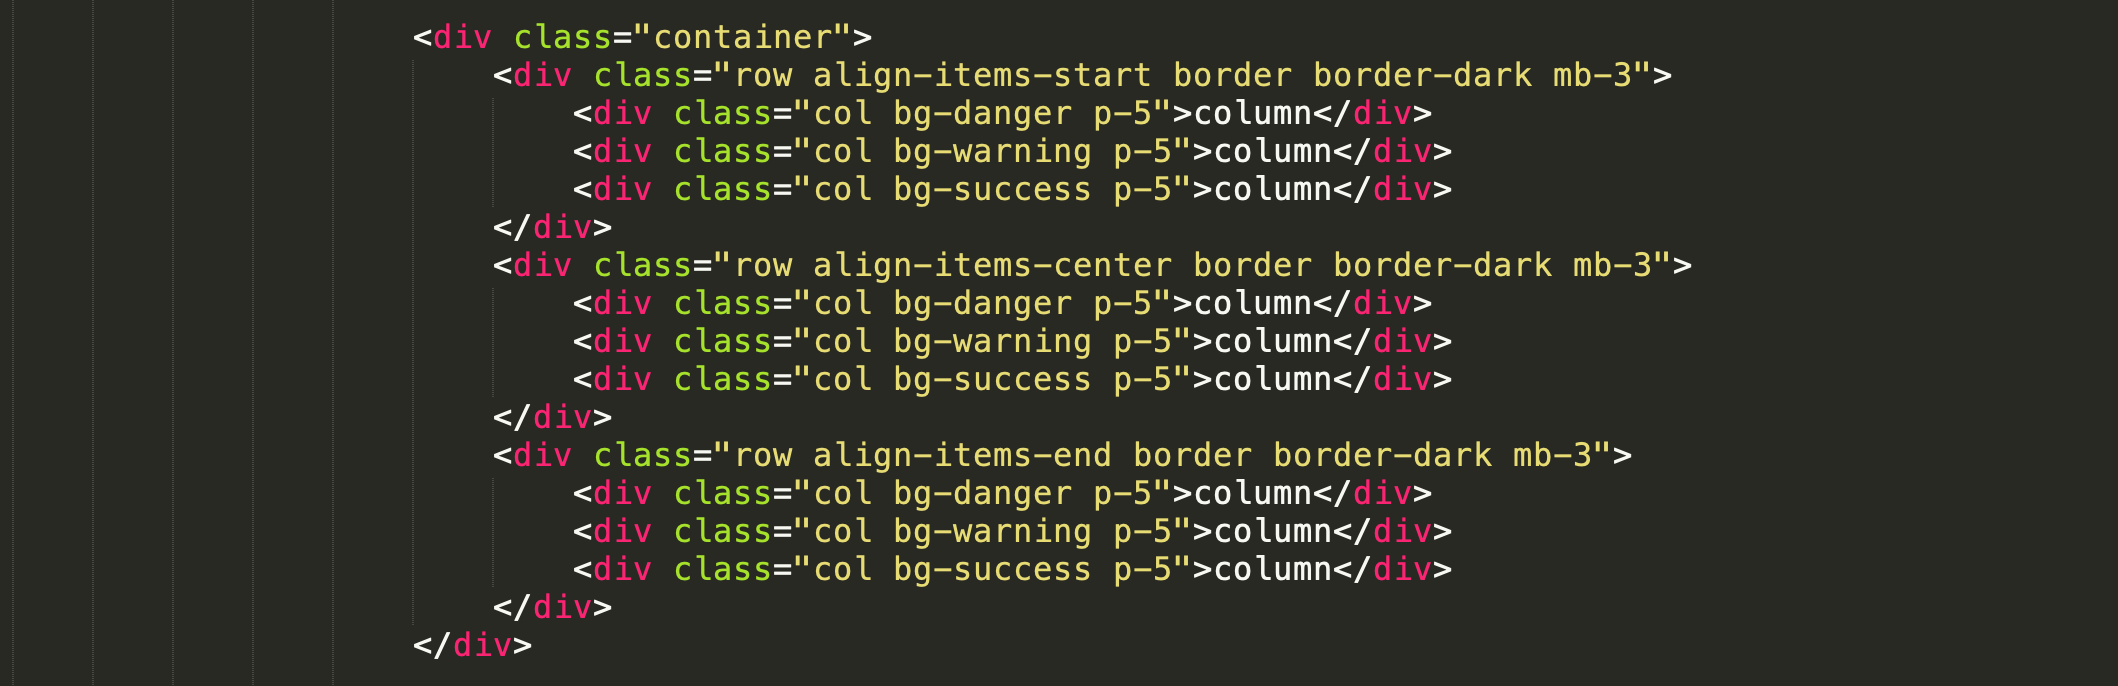 <div class="container">
<div class="row align-items-start border border-dark mb-3">
<div class="col bg-danger p-5">column</div>
<div class="col bg-warning p-5">column</div>
<div class="col bg-success p-5">column</div>
</div>
<div class="row align-items-center border border-dark mb-3">
<div class="col bg-danger p-5">column</div>
<div class="col bg-warning p-5">column</div>
<div class="col bg-success p-5">column</div>
</div>
<div class="row align-items-end border border-dark mb-3">
<div class="col bg-danger p-5">column</div>
<div class="col bg-warning p-5">column</div>
<div class="col bg-success p-5">column</div>
</div>
</div>